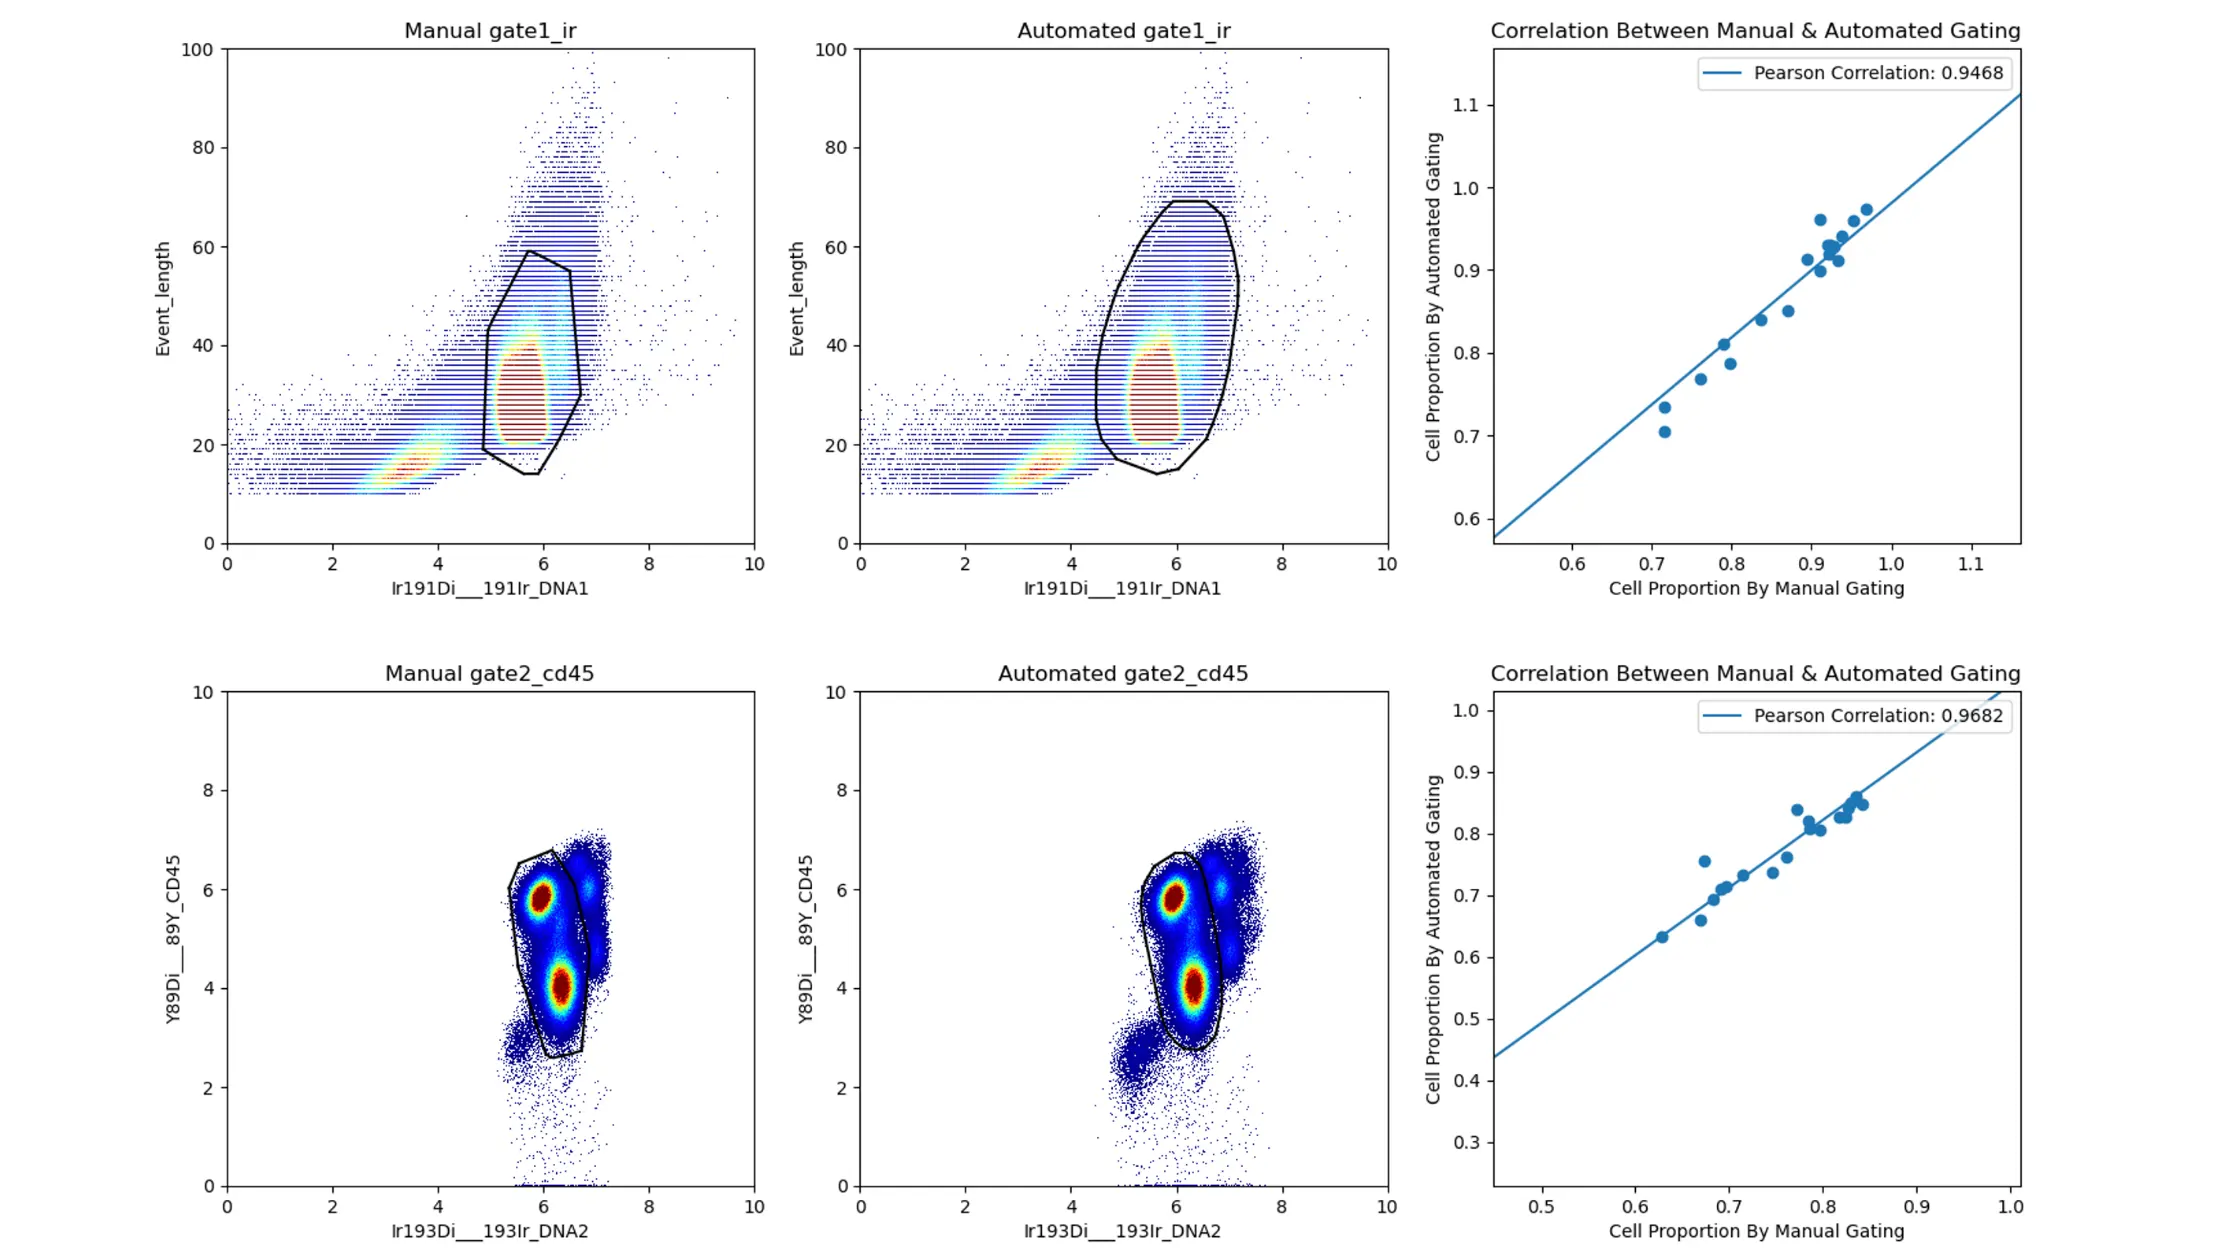 Manual gate1_ir
Automated gate1_ir
Correlation Between Manual & Automated Gating
100
80
60
40
20
0
Event_length
0 2 4 6 8 10
Ir191Di___191Ir_DNA1
100
80
60
40
20
0
Event_length
0 2 4 6 8 10
Ir191Di___191Ir_DNA1
Pearson Correlation: 0.9468
1.1
1.0
0.9
0.8
0.7
0.6
Cell Proportion By Automated Gating
0.6 0.7 0.8 0.9 1.0 1.1
Cell Proportion By Manual Gating
Manual gate2_cd45
Automated gate2_cd45
Correlation Between Manual & Automated Gating
10
8
6
4
2
0
Y89Di___ 89Y_CD45
0 2 4 6 8 10
Ir193Di___193Ir_DNA2
10
8
6
4
2
0
Y89Di___ 89Y_CD45
0 2 4 6 8 10
Ir193Di___193Ir_DNA2
Pearson Correlation: 0.9682
1.0
0.9
0.8
0.7
0.6
0.5
0.4
0.3
Cell Proportion By Automated Gating
0.5 0.6 0.7 0.8 0.9 1.0
Cell Proportion By Manual Gating